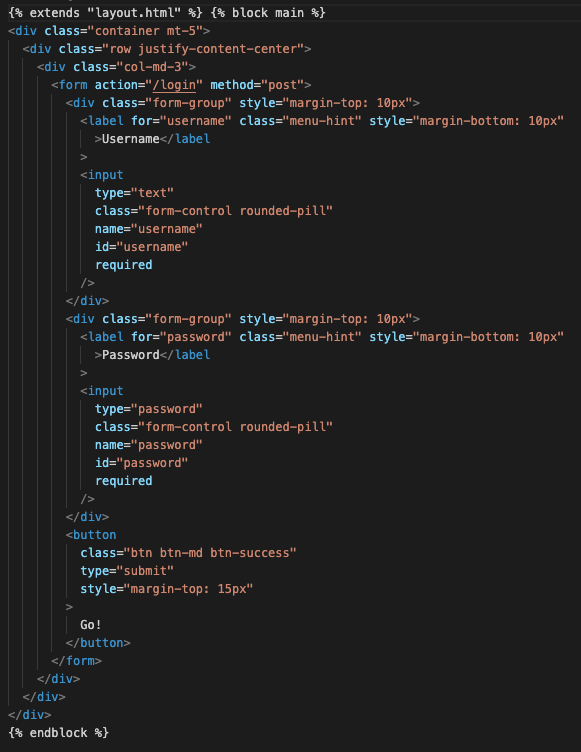 {% extends "layout.html" %} {% block main %}
<div class="container mt-5">
  <div class="row justify-content-center">
    <div class="col-md-3">
      <form action="/login" method="post">
        <div class="form-group" style="margin-top: 10px">
          <label for="username" class="menu-hint" style="margin-bottom: 10px"
            >Username</label
          >
          <input
            type="text"
            class="form-control rounded-pill"
            name="username"
            id="username"
            required
          />
        </div>
        <div class="form-group" style="margin-top: 10px">
          <label for="password" class="menu-hint" style="margin-bottom: 10px"
            >Password</label
          >
          <input
            type="password"
            class="form-control rounded-pill"
            name="password"
            id="password"
            required
          />
        </div>
        <button
          class="btn btn-md btn-success"
          type="submit"
          style="margin-top: 15px"
        >
          Go!
        </button>
      </form>
    </div>
  </div>
</div>
{% endblock %}